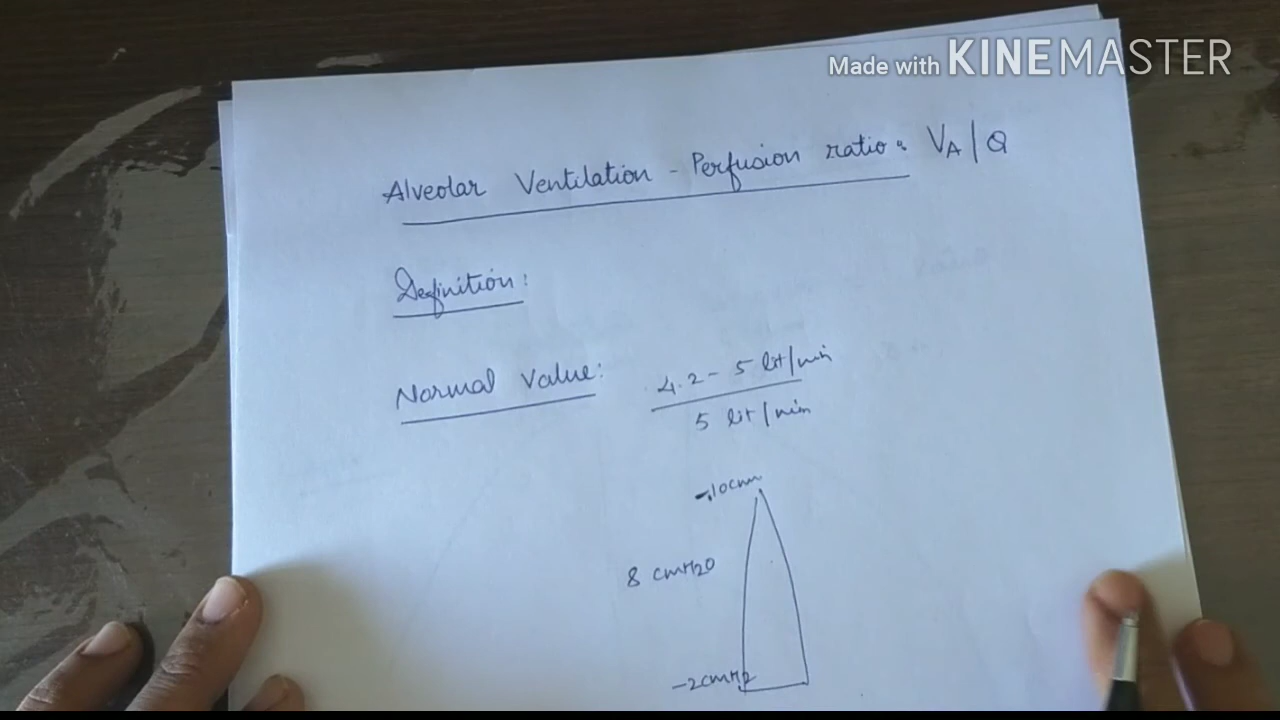 Made with KINEMASTER
Alveolar Ventilation - Perfusion ratio: VA/Q
Definition:
Normal Value:
4.2 - 5 lit/min
5 lit/min
-10cm
8 cmH2O
-2cmH2